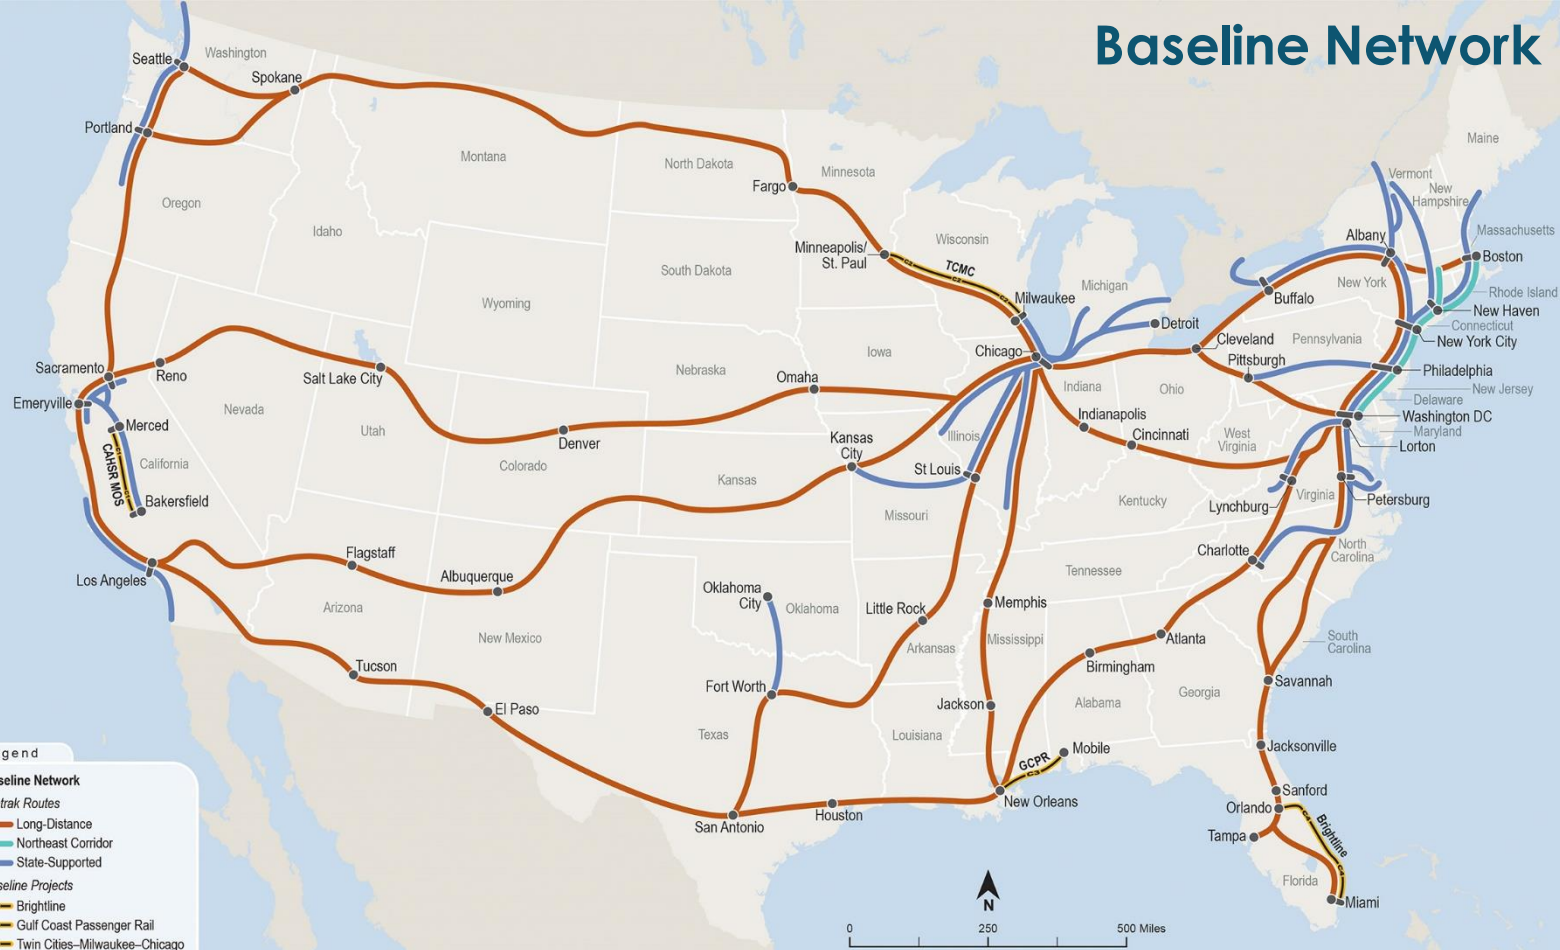 Baseline Network
Seattle
Washington
Spokane
Portland
Montana
North Dakota
Minnesota
Fargo
Maine
Vermont
New
Hampshire
Oregon
Idaho
Minneapolis/
St. Paul
Wisconsin
TCMC
Albany
Massachusetts
Boston
South Dakota
Wyoming
Milwaukee
Michigan
Detroit
Buffalo
New York
Rhode Island
New Haven
Connecticut
New York City
Sacramento
Reno
Salt Lake City
Nebraska
Iowa
Omaha
Chicago
Cleveland
Pittsburgh
Pennsylvania
Philadelphia
New Jersey
Delaware
Washington DC
Maryland
Lorton
Emeryville
Merced
Nevada
Utah
Denver
Colorado
Kansas
City
Illinois
Indiana
Ohio
Indianapolis
Cincinnati
West
Virginia
CAHSR MOS
California
Bakersfield
Kansas
St Louis
Missouri
Kentucky
Lynchburg
Virginia
Petersburg
Los Angeles
Flagstaff
Albuquerque
Arizona
New Mexico
Oklahoma
City
Oklahoma
Little Rock
Arkansas
Memphis
Mississippi
Tennessee
Charlotte
North
Carolina
South
Carolina
Tucson
El Paso
Fort Worth
Texas
Louisiana
Jackson
Birmingham
Alabama
Atlanta
Georgia
Savannah
GCPR
Mobile
Jacksonville
San Antonio
Houston
New Orleans
Sanford
Orlando
Tampa
Brightline
Florida
Miami
gend
seline Network
trak Routes
Long-Distance
Northeast Corridor
State-Supported
seline Projects
Brightline
Gulf Coast Passenger Rail
Twin Cities–Milwaukee–Chicago
N
0 250 500 Miles